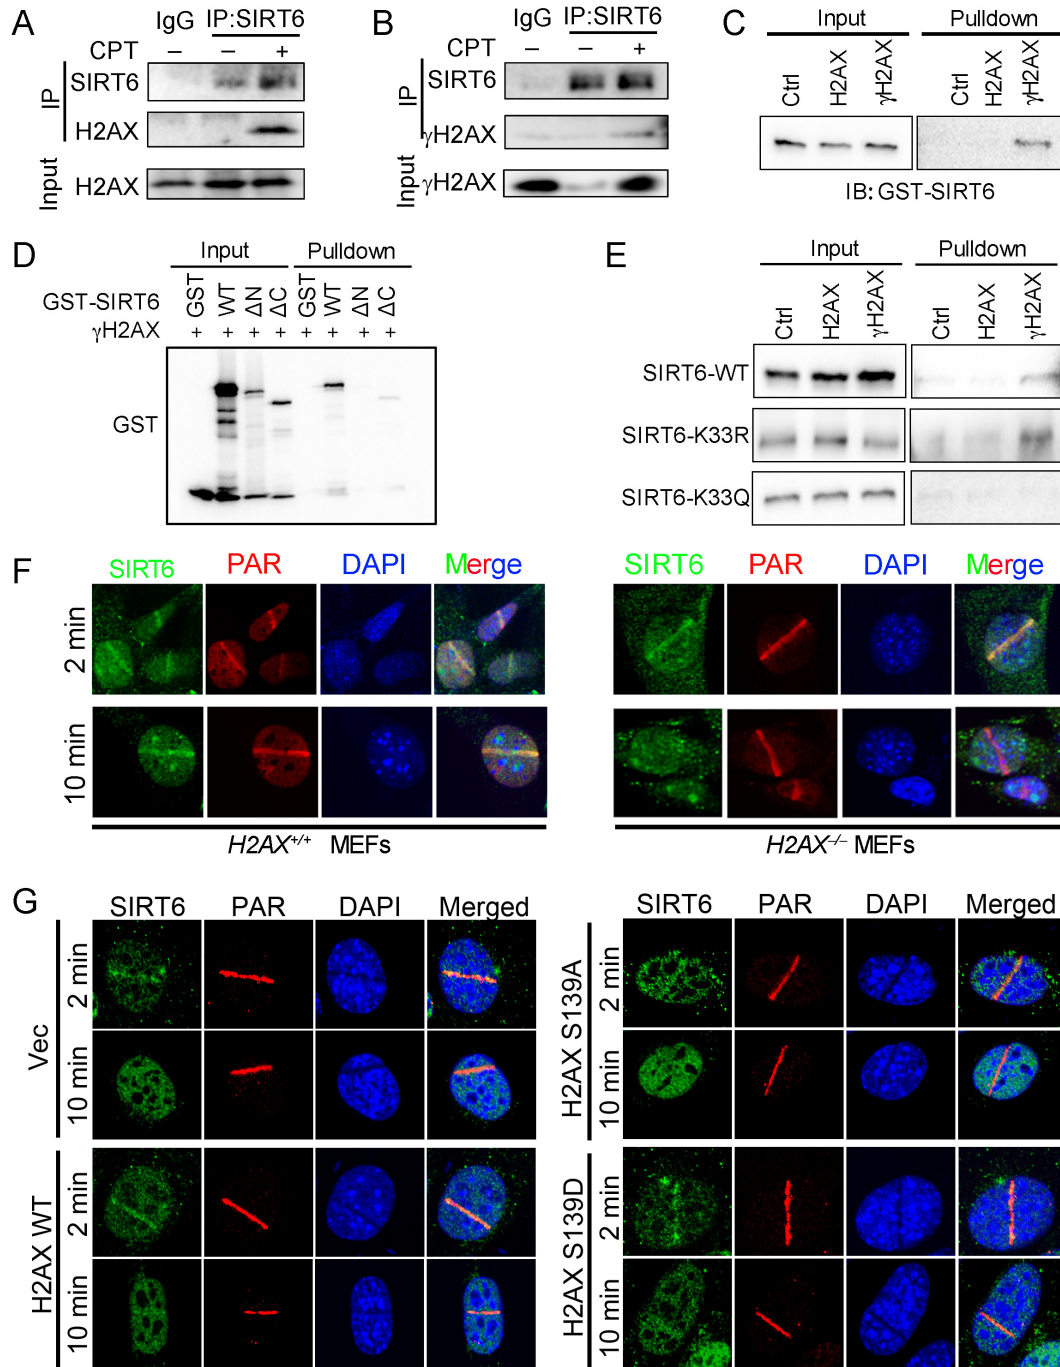 A
IgG IP:SIRT6
CPT – – +
IP
SIRT6
H2AX
Input
H2AX
B
IgG IP:SIRT6
CPT – – +
IP
SIRT6
γH2AX
Input
γH2AX
C
Input Pulldown
Ctrl H2AX γH2AX Ctrl H2AX γH2AX
IB: GST-SIRT6
D
Input Pulldown
GST-SIRT6 GST WT ΔN ΔC GST WT ΔN ΔC
γH2AX + + + + + + + +
GST
E
Input Pulldown
Ctrl H2AX γH2AX Ctrl H2AX γH2AX
SIRT6-WT
SIRT6-K33R
SIRT6-K33Q
F
SIRT6 PAR DAPI Merge
2 min
10 min
H2AX+/+ MEFs
SIRT6 PAR DAPI Merge
H2AX–/– MEFs
G
SIRT6 PAR DAPI Merged
Vec
2 min
10 min
H2AX WT
2 min
10 min
SIRT6 PAR DAPI Merged
H2AX S139A
2 min
10 min
H2AX S139D
2 min
10 min